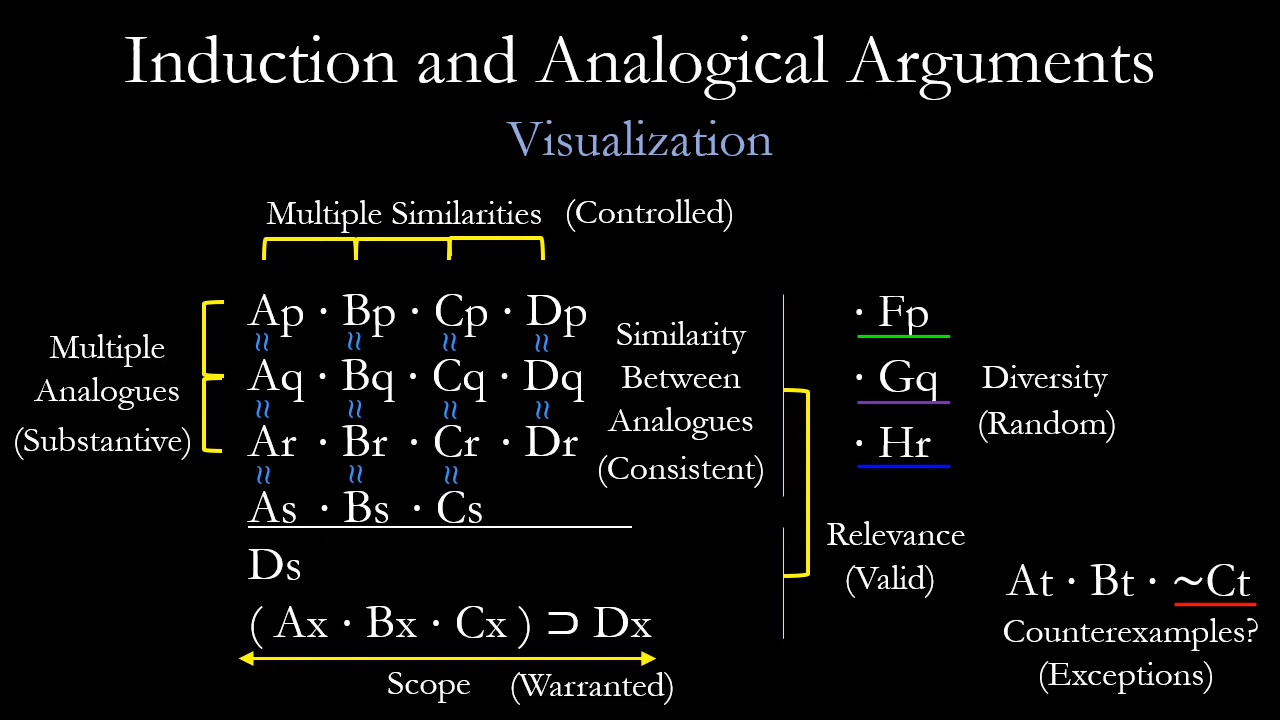 Induction and Analogical Arguments
Visualization
Multiple Similarities (Controlled)
Multiple
Analogues
(Substantive)
Ap · Bp · Cp · Dp
≈ ≈ ≈ ≈
Aq · Bq · Cq · Dq
≈ ≈ ≈ ≈
Ar · Br · Cr · Dr
≈ ≈ ≈
As · Bs · Cs
Ds
( Ax · Bx · Cx ) ⊃ Dx
Scope (Warranted)
Similarity
Between
Analogues
(Consistent)
· Fp
· Gq
· Hr
Diversity
(Random)
Relevance
(Valid)
At · Bt · ~Ct
Counterexamples?
(Exceptions)